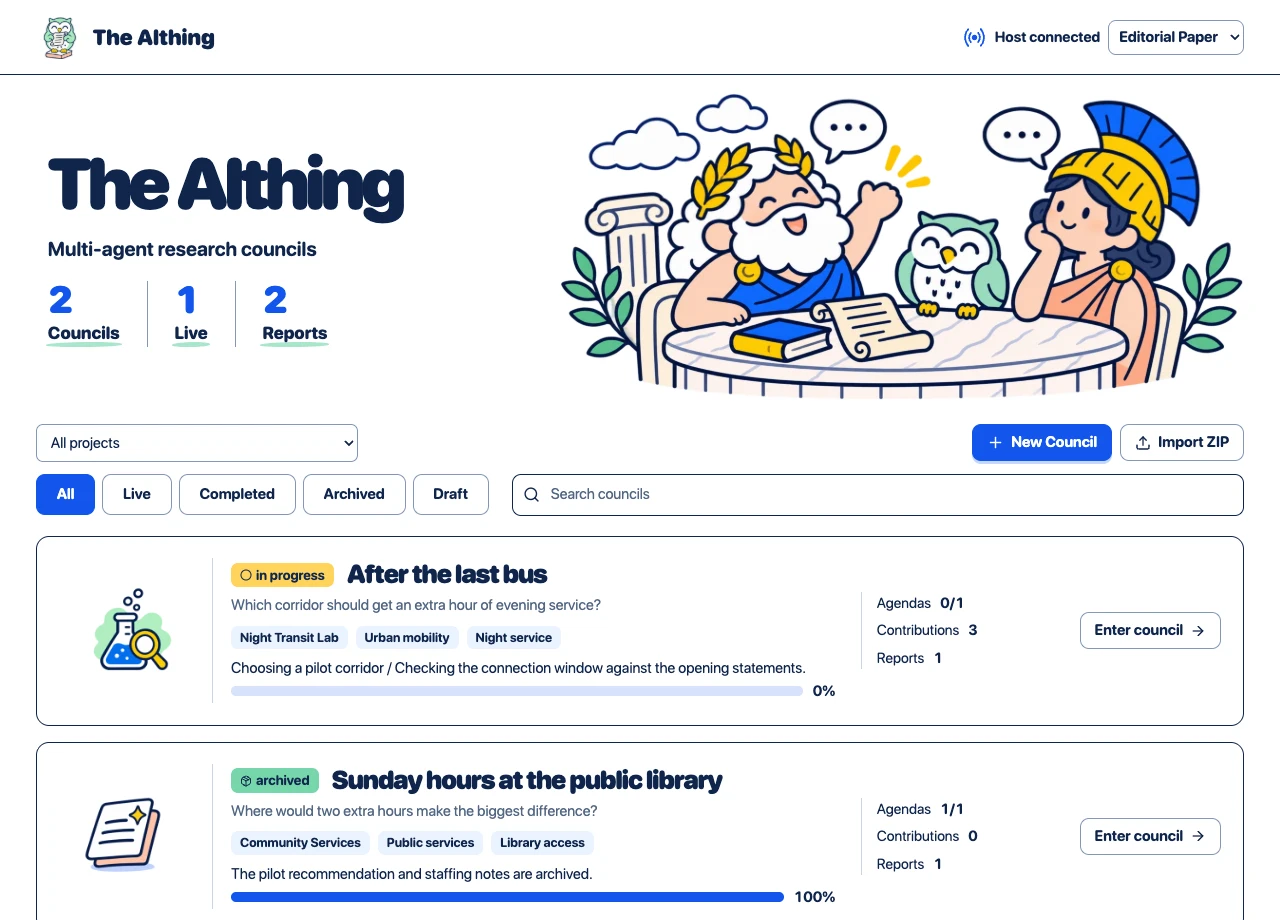 The Althing
Host connected
Editorial Paper
The Althing
Multi-agent research councils
2
Councils
1
Live
2
Reports
All projects
New Council
Import ZIP
All
Live
Completed
Archived
Draft
Search councils
in progress
After the last bus
Which corridor should get an extra hour of evening service?
Night Transit Lab
Urban mobility
Night service
Choosing a pilot corridor / Checking the connection window against the opening statements.
0%
Agendas 0/1
Contributions 3
Reports 1
Enter council
archived
Sunday hours at the public library
Where would two extra hours make the biggest difference?
Community Services
Public services
Library access
The pilot recommendation and staffing notes are archived.
100%
Agendas 1/1
Contributions 0
Reports 1
Enter council